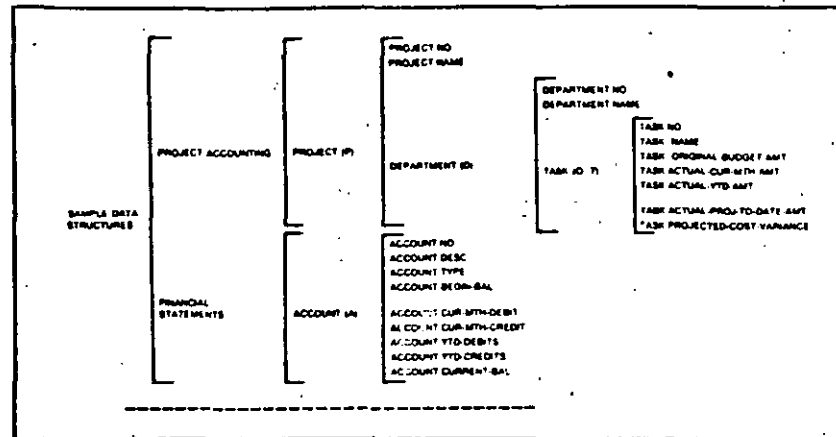 SAMPLE DATA
STRUCTURES
PROJECT ACCOUNTING
PROJECT (P)
PROJECT NO
PROJECT NAME
DEPARTMENT (D)
DEPARTMENT NO
DEPARTMENT NAME
TASK (O, T)
TASK NO
TASK NAME
TASK ORIGINAL-BUDGET-AMT
TASK ACTUAL-CUR-MTH-AMT
TASK ACTUAL-YTD-AMT
TASK ACTUAL-PROJ-TO-DATE-AMT
TASK PROJECTED-COST-VARIANCE
FINANCIAL
STATEMENTS
ACCOUNT (A)
ACCOUNT NO
ACCOUNT DESC
ACCOUNT TYPE
ACCOUNT BEGIN-BAL
ACCOUNT CUR-MTH-DEBIT
ACCOUNT CUR-MTH-CREDIT
ACCOUNT YTD-DEBITS
ACCOUNT YTD-CREDITS
ACCOUNT CURRENT-BAL